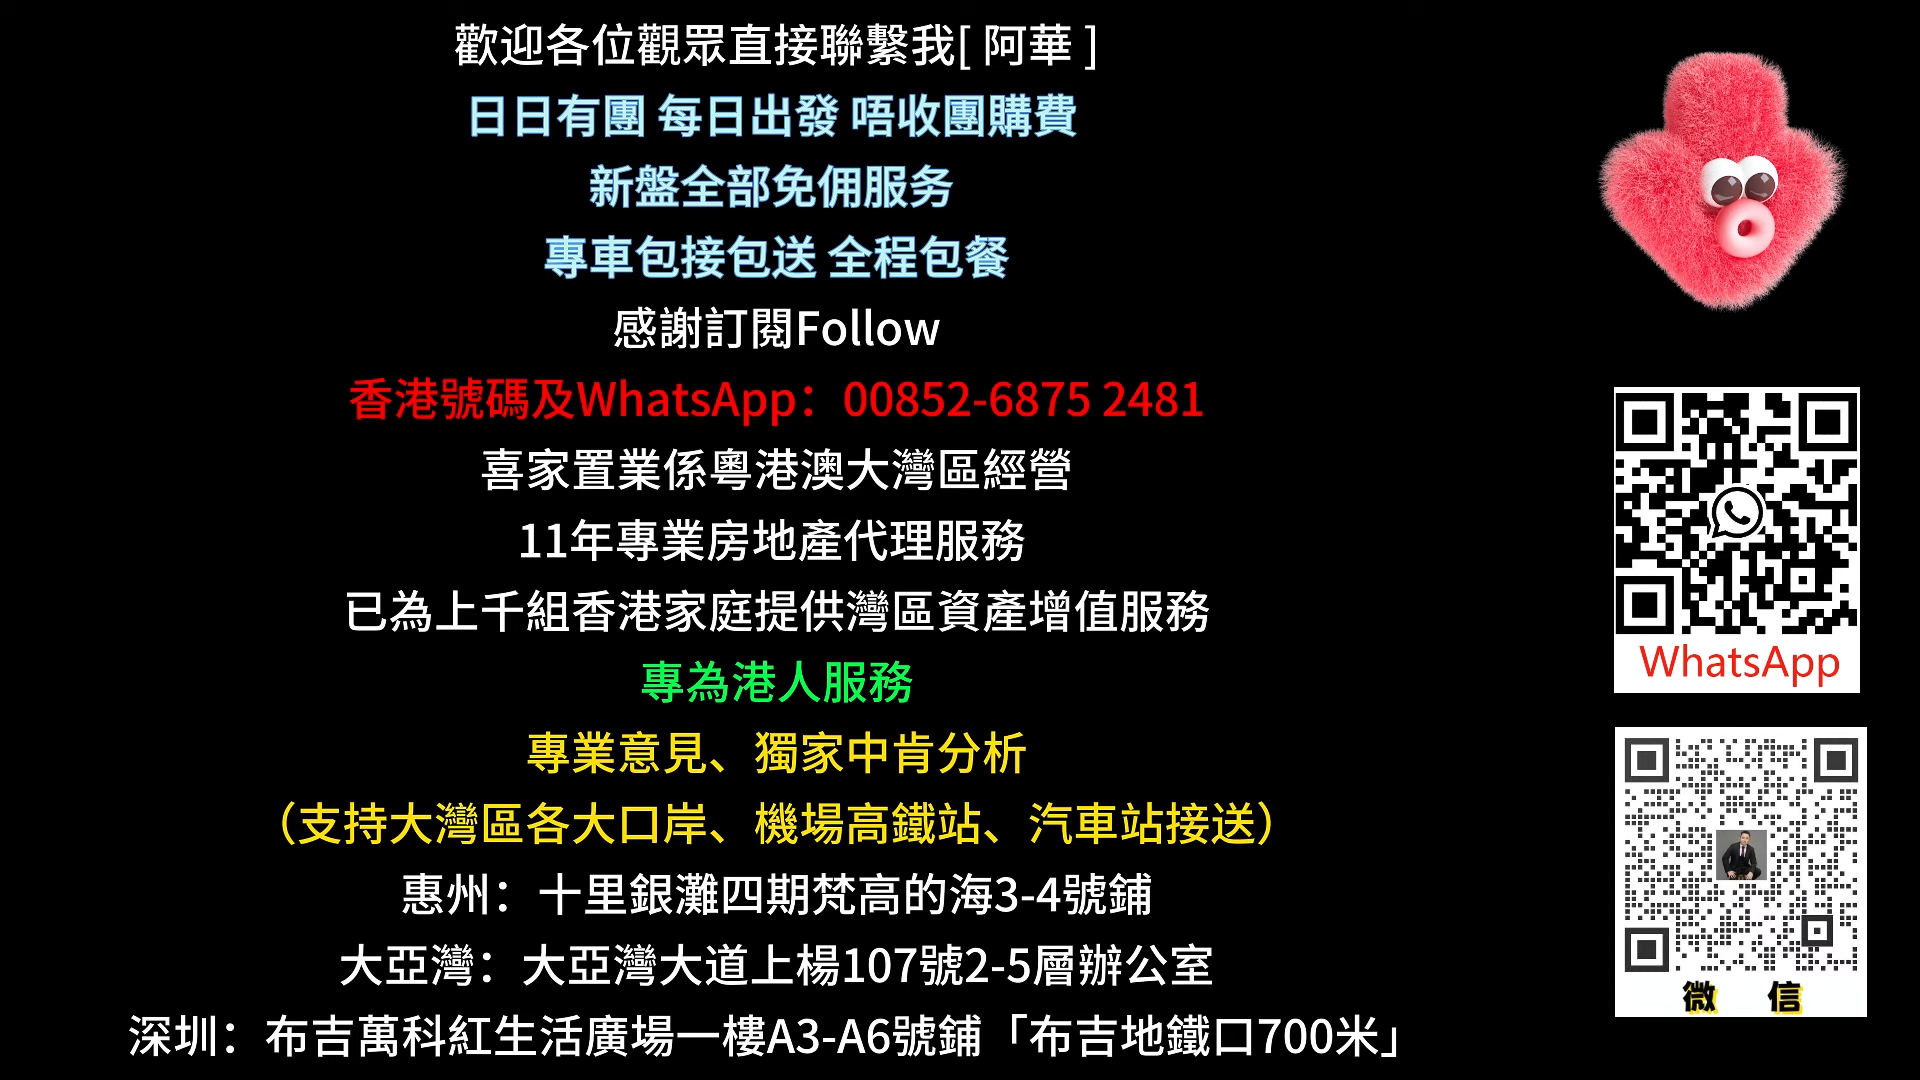 歡迎各位觀眾直接聯繫我[ 阿華 ]
日日有團 每日出發 唔收團購費
新盤全部免佣服务
專車包接包送 全程包餐
感謝訂閱Follow
香港號碼及WhatsApp：00852-6875 2481
喜家置業係粵港澳大灣區經營
11年專業房地產代理服務
已為上千組香港家庭提供灣區資產增值服務
專為港人服務
專業意見、獨家中肯分析
（支持大灣區各大口岸、機場高鐵站、汽車站接送）
惠州：十里銀灘四期梵高的海3-4號鋪
大亞灣：大亞灣大道上楊107號2-5層辦公室
深圳：布吉萬科紅生活廣場一樓A3-A6號鋪「布吉地鐵口700米」
WhatsApp
微 信